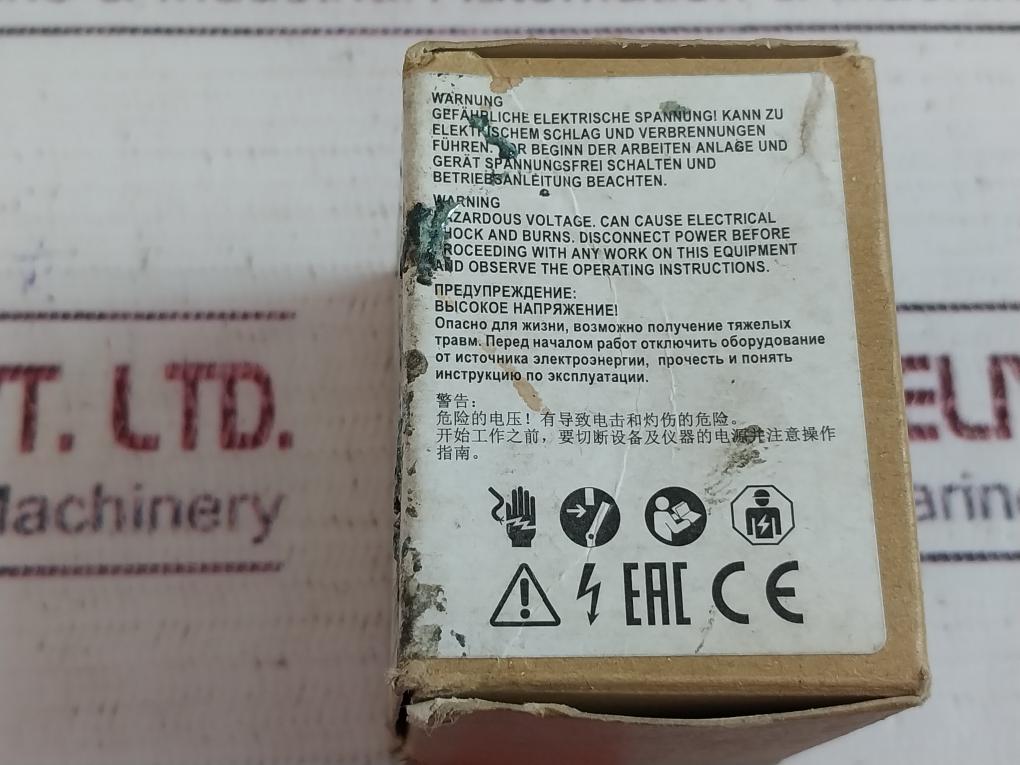 WARNUNG
GEFÄHRLICHE ELEKTRISCHE SPANNUNG! KANN ZU
ELEKTRISCHEM SCHLAG UND VERBRENNUNGEN
FÜHREN. VOR BEGINN DER ARBEITEN ANLAGE UND
GERÄT SPANNUNGSFREI SCHALTEN UND
BETRIEBSANLEITUNG BEACHTEN.
WARNING
HAZARDOUS VOLTAGE. CAN CAUSE ELECTRICAL
SHOCK AND BURNS. DISCONNECT POWER BEFORE
PROCEEDING WITH ANY WORK ON THIS EQUIPMENT
AND OBSERVE THE OPERATING INSTRUCTIONS.
ПРЕДУПРЕЖДЕНИЕ:
ВЫСОКОЕ НАПРЯЖЕНИЕ!
Опасно для жизни, возможно получение тяжелых
травм. Перед началом работ отключить оборудование
от источника электроэнергии, прочесть и понять
инструкцию по эксплуатации.
警告:
危险的电压！有导致电击和灼伤的危险。
开始工作之前，要切断设备及仪器的电源并注意操作
指南。
EAC CE
T. LTD.
Machinery